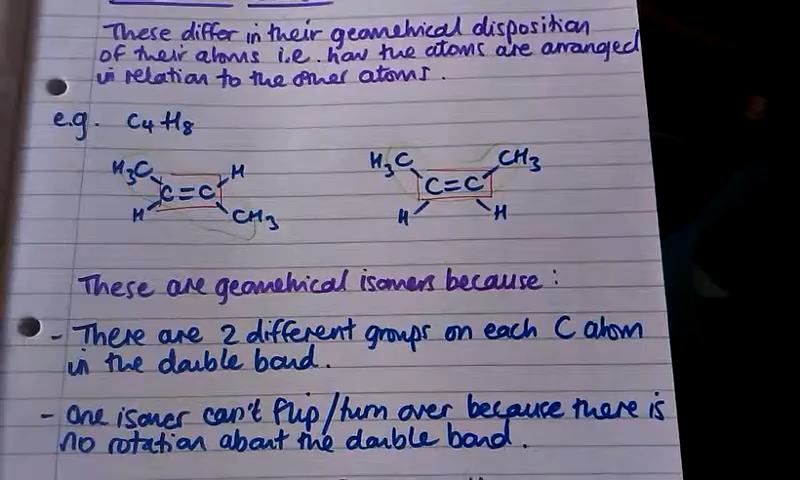 These differ in their geometrical disposition
of their atoms i.e. how the atoms are arranged
in relation to the other atoms.
e.g. C4H8
H3C H H3C CH3
C=C C=C
H CH3 H H
These are geometrical isomers because:
- There are 2 different groups on each C atom
in the double bond.
- One isomer can't flip/turn over because there is
no rotation about the double bond.